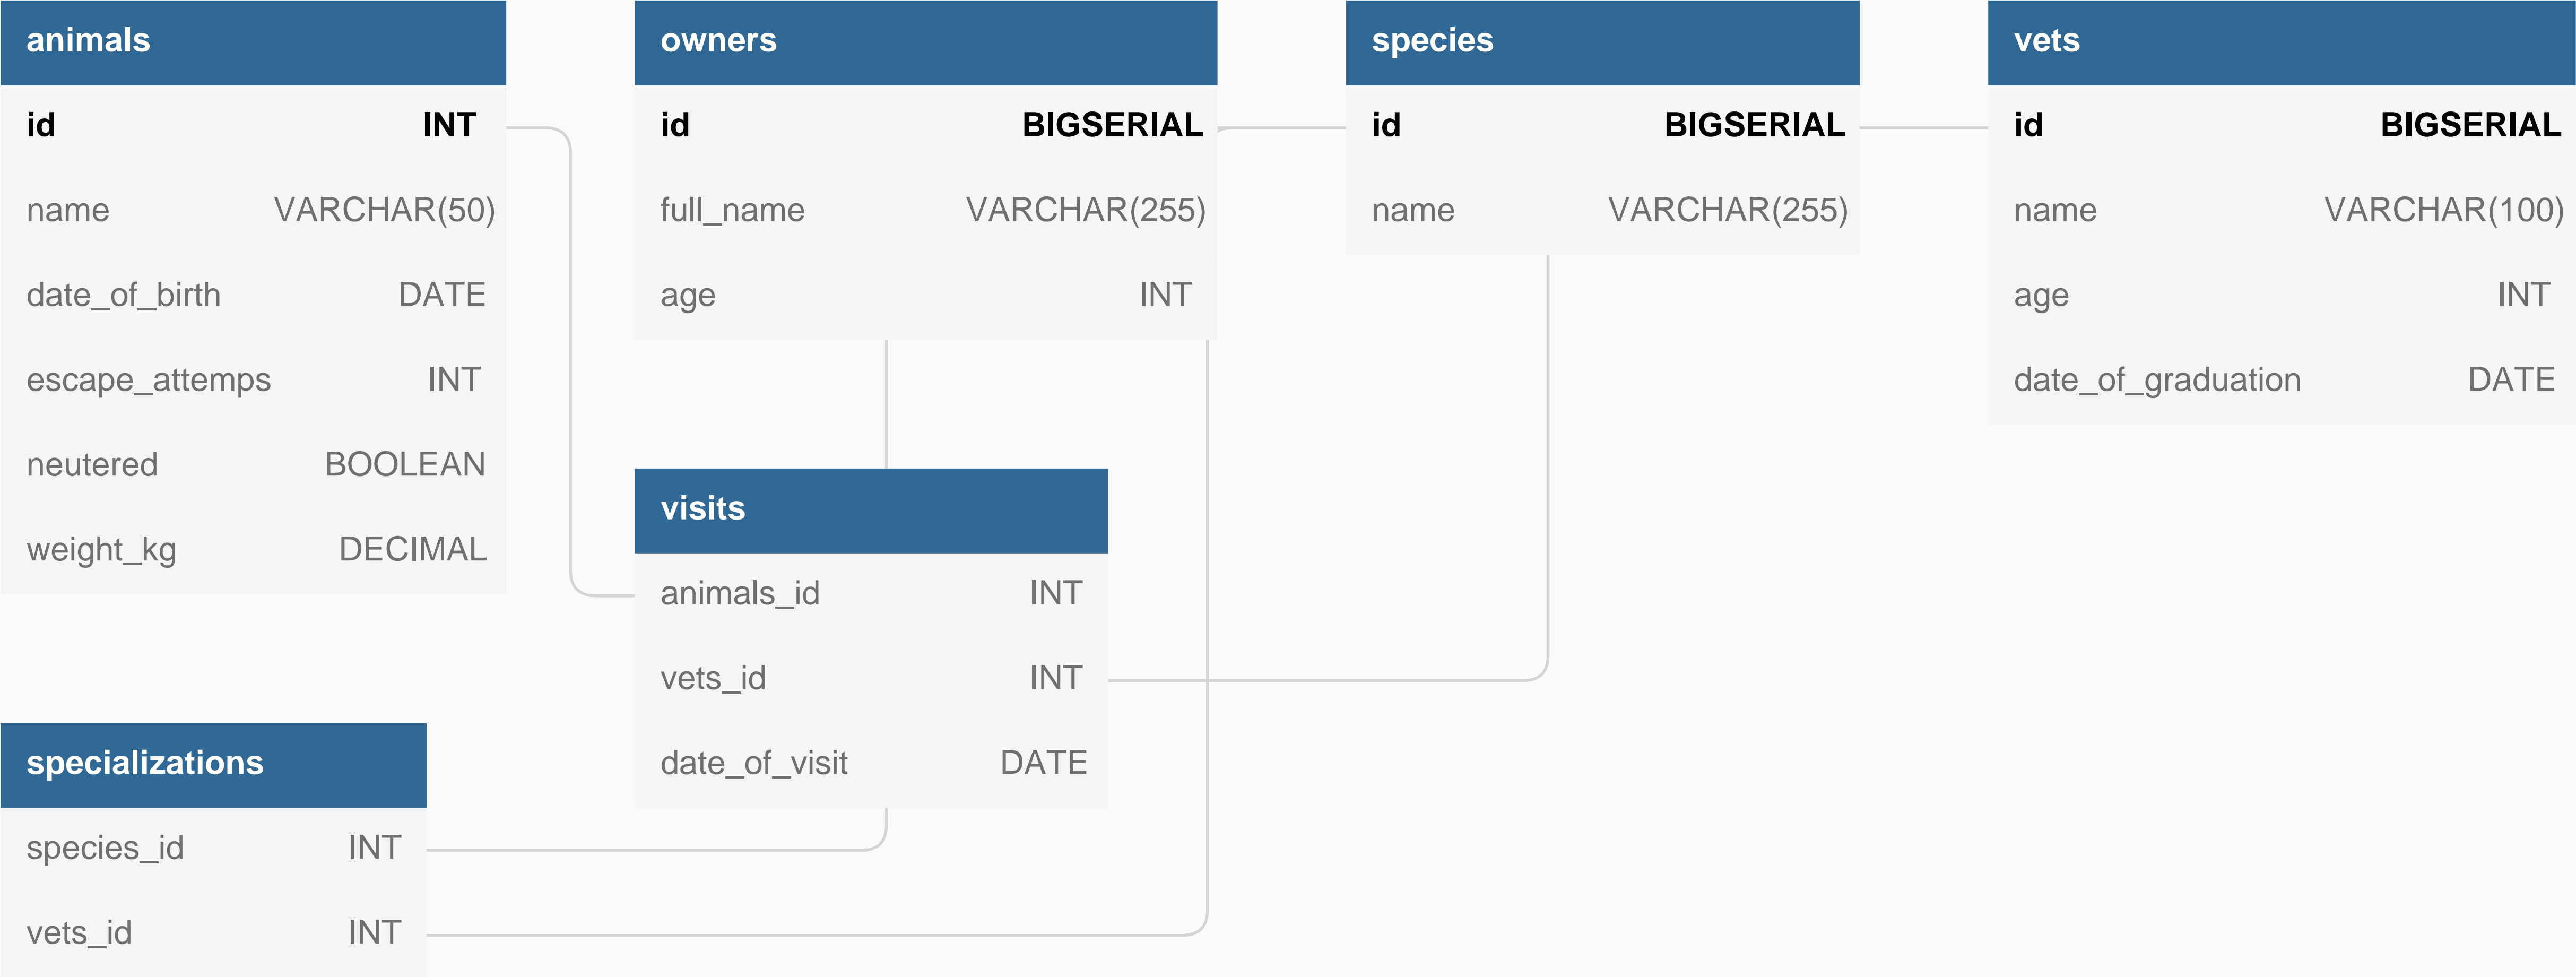 animals
id INT
name VARCHAR(50)
date_of_birth DATE
escape_attemps INT
neutered BOOLEAN
weight_kg DECIMAL
owners
id BIGSERIAL
full_name VARCHAR(255)
age INT
species
id BIGSERIAL
name VARCHAR(255)
vets
id BIGSERIAL
name VARCHAR(100)
age INT
date_of_graduation DATE
visits
animals_id INT
vets_id INT
date_of_visit DATE
specializations
species_id INT
vets_id INT